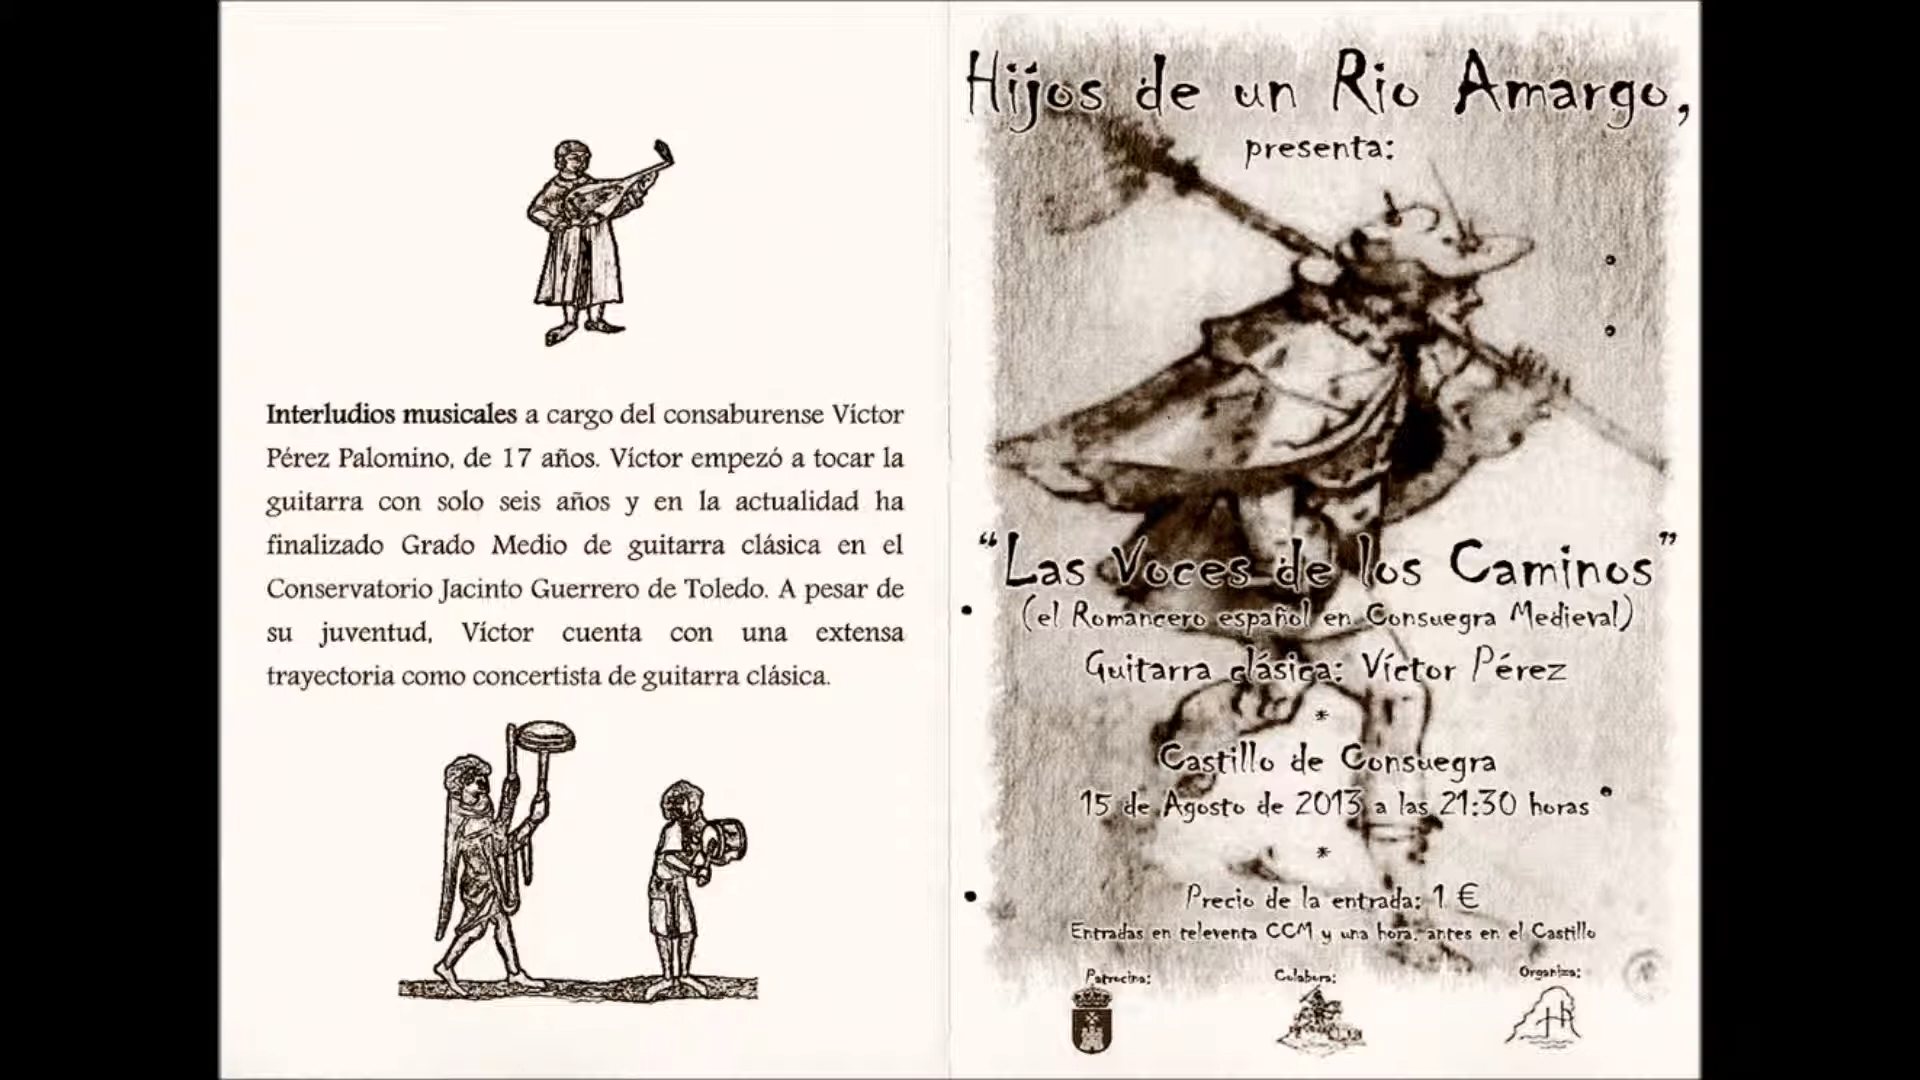 Interludios musicales a cargo del consaburense Víctor
Pérez Palomino, de 17 años. Víctor empezó a tocar la
guitarra con solo seis años y en la actualidad ha
finalizado Grado Medio de guitarra clásica en el
Conservatorio Jacinto Guerrero de Toledo. A pesar de
su juventud, Víctor cuenta con una extensa
trayectoria como concertista de guitarra clásica.
Hijos de un Rio Amargo,
presenta:
“Las Voces de los Caminos”
(el Romancero español en Consuegra Medieval)
Guitarra clásica: Víctor Pérez
*
Castillo de Consuegra
15 de Agosto de 2013 a las 21:30 horas
*
Precio de la entrada: 1 €
Entradas en televenta CCM y una hora, antes en el Castillo
Patrocina: Colabora: Organiza: